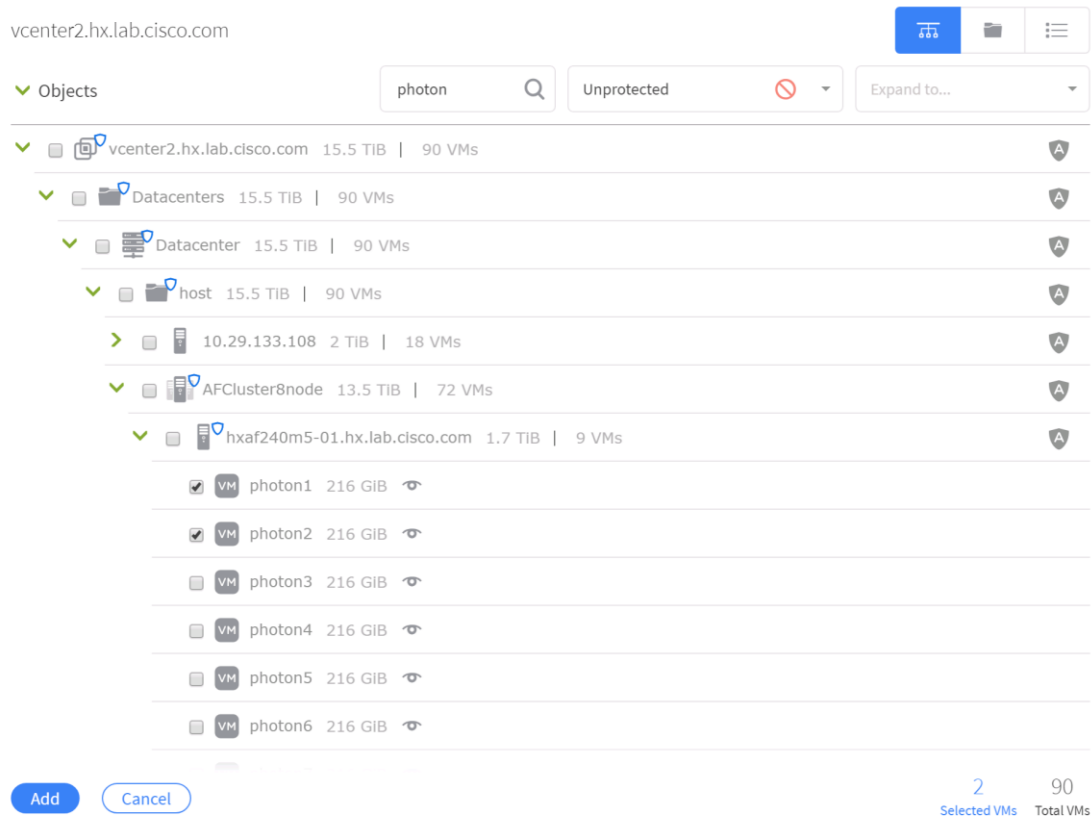 vcenter2.hx.lab.cisco.com
Objects photon Unprotected Expand to...
vcenter2.hx.lab.cisco.com 15.5 TiB | 90 VMs A
Datacenters 15.5 TiB | 90 VMs A
Datacenter 15.5 TiB | 90 VMs A
host 15.5 TiB | 90 VMs A
10.29.133.108 2 TiB | 18 VMs A
AFCluster8node 13.5 TiB | 72 VMs A
hxaf240m5-01.hx.lab.cisco.com 1.7 TiB | 9 VMs A
VM photon1 216 GiB
VM photon2 216 GiB
VM photon3 216 GiB
VM photon4 216 GiB
VM photon5 216 GiB
VM photon6 216 GiB
Add Cancel 2 90
Selected VMs Total VMs